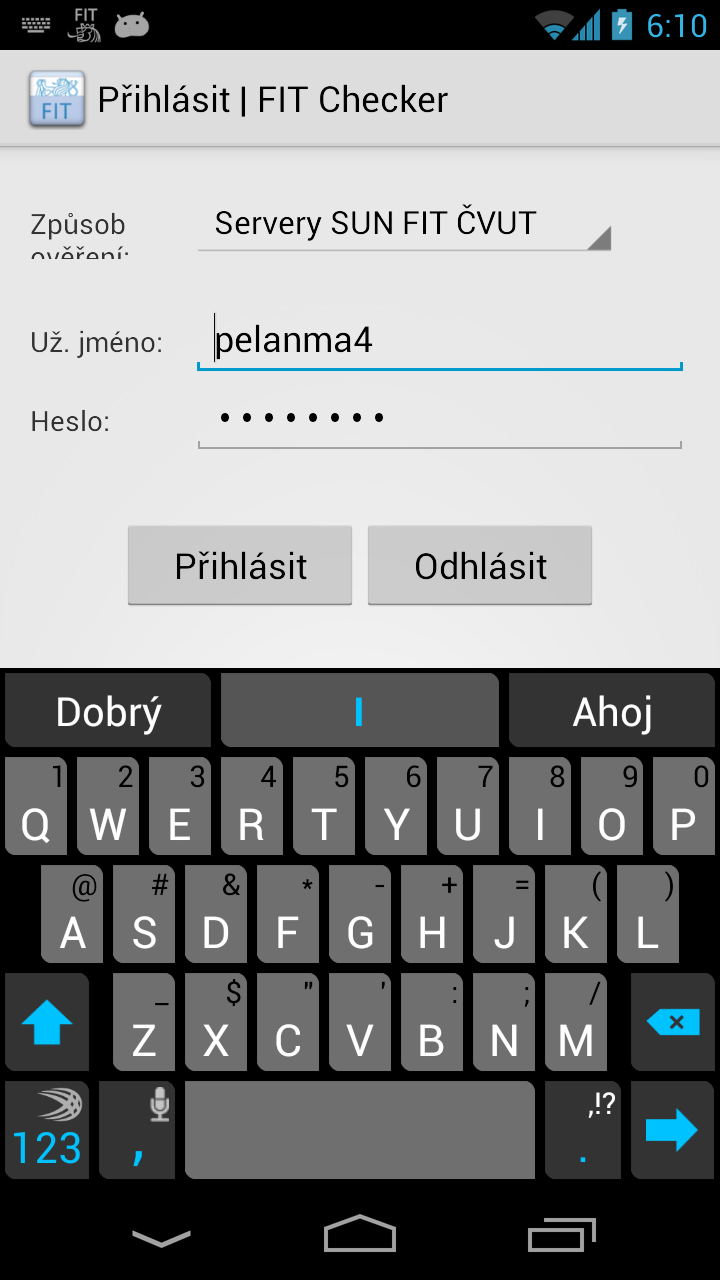 FIT
6:10
FIT
Přihlásit | FIT Checker
Způsob
ověření:
Servery SUN FIT ČVUT
Už. jméno:
pelanma4
Heslo:
••••••••
Přihlásit
Odhlásit
Dobrý
I
Ahoj
1 2 3 4 5 6 7 8 9 0
Q W E R T Y U I O P
@ # & * - + = ( )
A S D F G H J K L
_ $ " ' : ; /
Z X C V B N M
,!?
123 , .